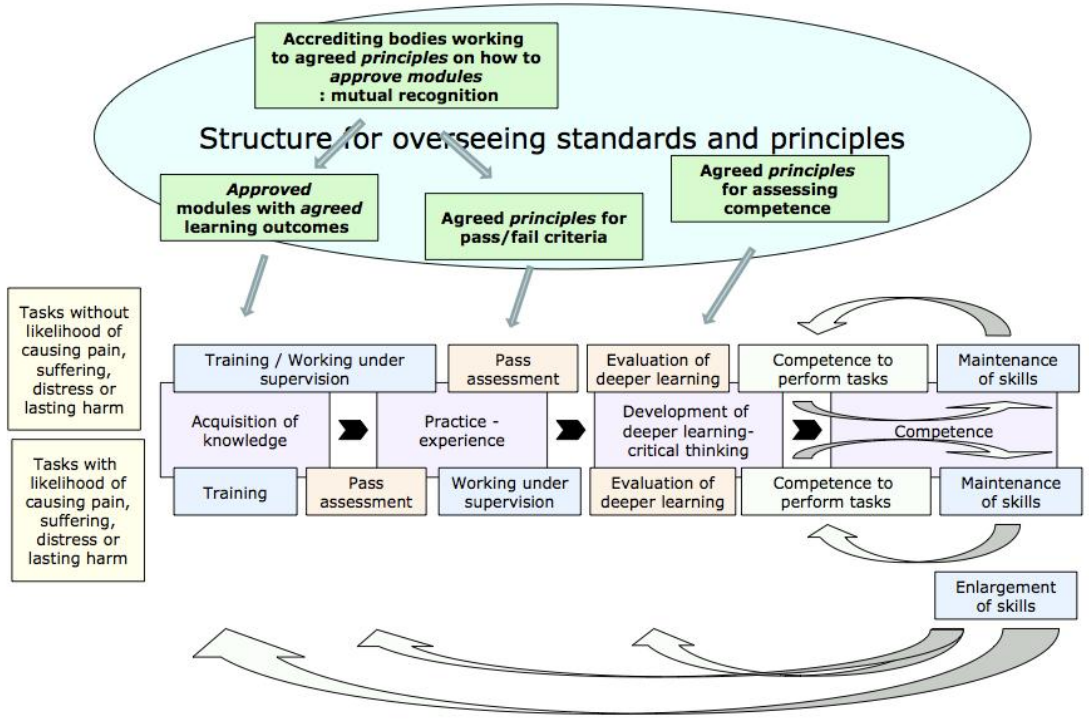 Accrediting bodies working
to agreed principles on how to
approve modules
: mutual recognition
Structure for overseeing standards and principles
Approved
modules with agreed
learning outcomes
Agreed principles for
pass/fail criteria
Agreed principles
for assessing
competence
Tasks without
likelihood of
causing pain,
suffering,
distress or
lasting harm
Training / Working under
supervision
Pass
assessment
Evaluation of
deeper learning
Competence to
perform tasks
Maintenance
of skills
Acquisition of
knowledge
Practice -
experience
Development of
deeper learning-
critical thinking
Competence
Tasks with
likelihood of
causing pain,
suffering,
distress or
lasting harm
Training
Pass
assessment
Working under
supervision
Evaluation of
deeper learning
Competence to
perform tasks
Maintenance
of skills
Enlargement
of skills